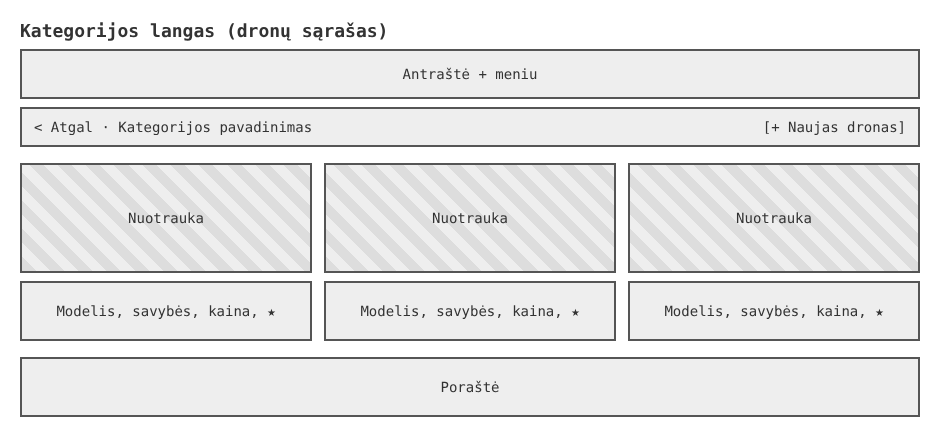 Kategorijos langas (dronų sąrašas)
Antraštė + meniu
< Atgal · Kategorijos pavadinimas [+ Naujas dronas]
Nuotrauka Nuotrauka Nuotrauka
Modelis, savybės, kaina, ★ Modelis, savybės, kaina, ★ Modelis, savybės, kaina, ★
Poraštė